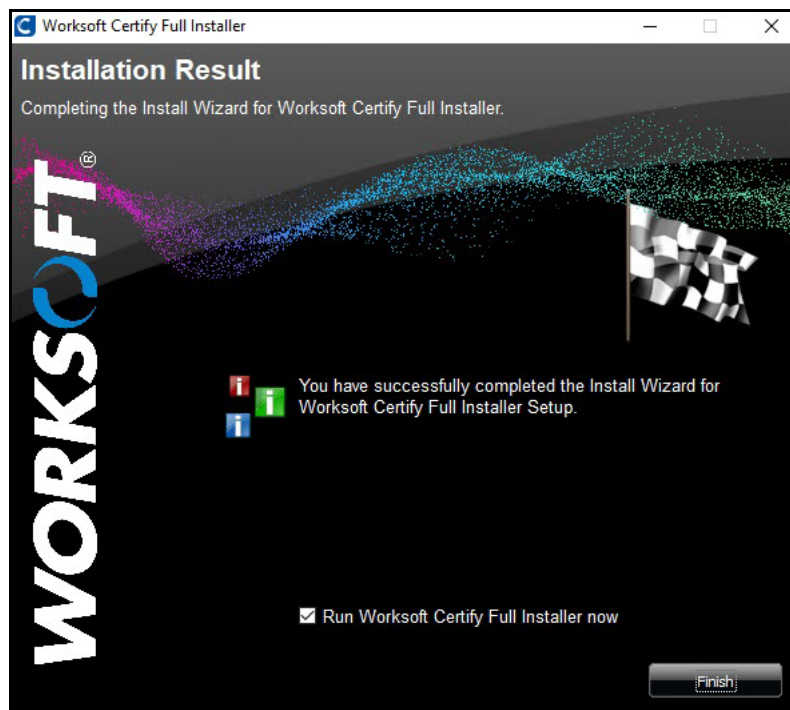 Worksoft Certify Full Installer
Installation Result
Completing the Install Wizard for Worksoft Certify Full Installer.
WORKSOFT®
You have successfully completed the Install Wizard for
Worksoft Certify Full Installer Setup.
Run Worksoft Certify Full Installer now
Finish